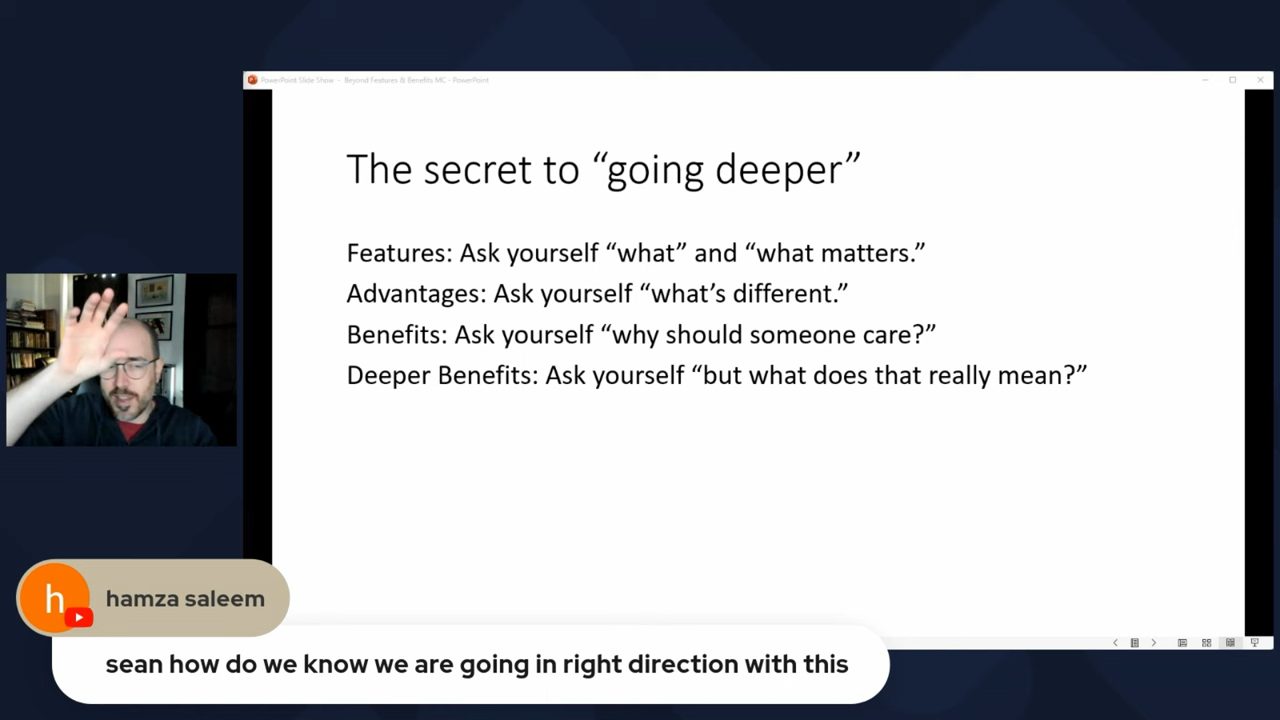 PowerPoint Slide Show - Beyond Features & Benefits MC - PowerPoint
The secret to “going deeper”
Features: Ask yourself “what” and “what matters.”
Advantages: Ask yourself “what’s different.”
Benefits: Ask yourself “why should someone care?”
Deeper Benefits: Ask yourself “but what does that really mean?”
h
hamza saleem
sean how do we know we are going in right direction with this